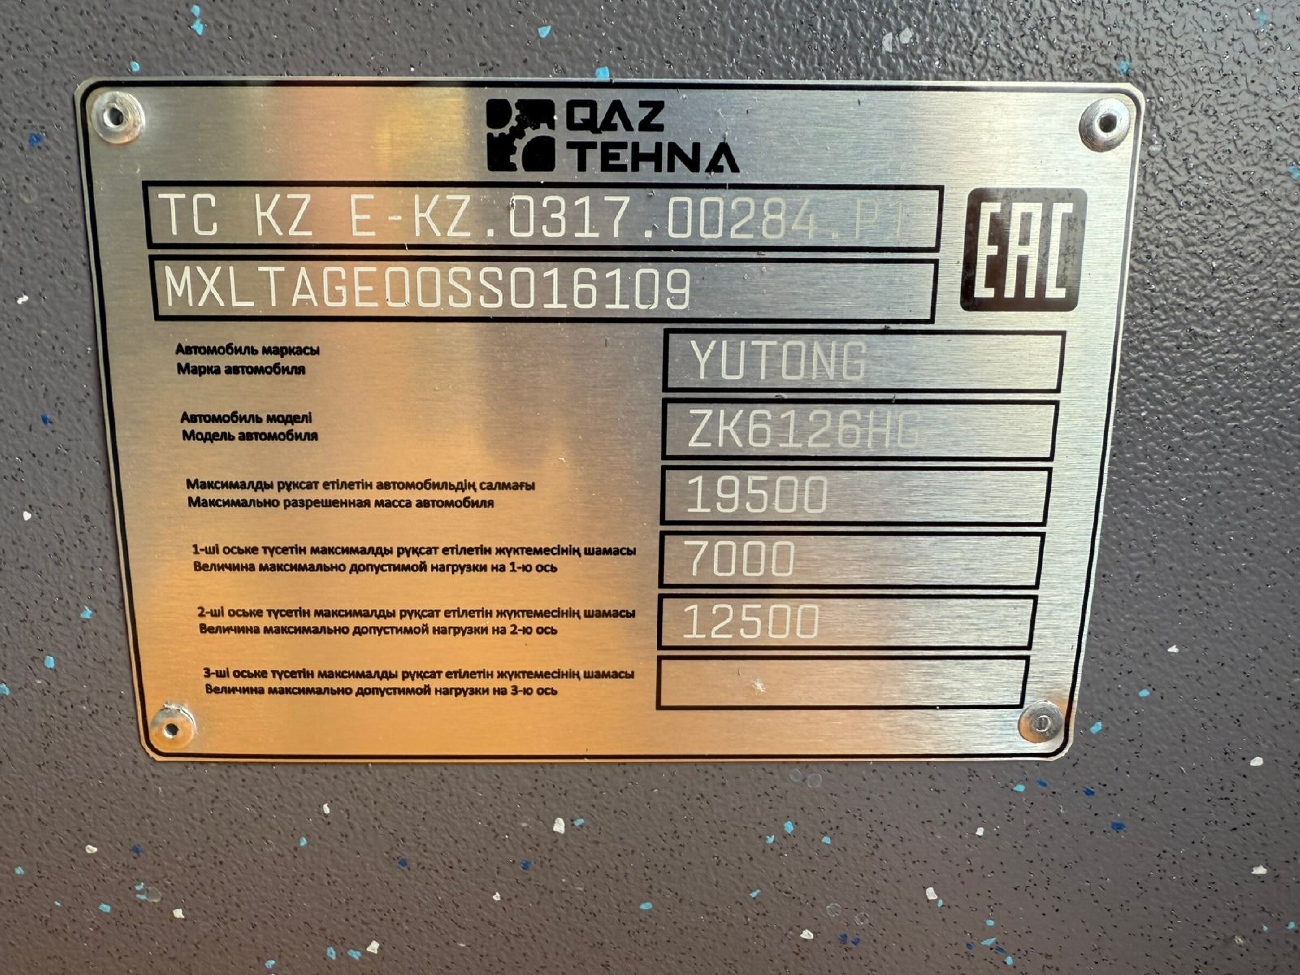 QAZ
TEHNA
TC KZ E-KZ.0317.00284.P1
EAC
MXLTAGE00SS016109
Автомобиль маркасы
Марка автомобиля
YUTONG
Автомобиль моделі
Модель автомобиля
ZK6126HG
Максималды рұқсат етілетін автомобильдің салмағы
Максимально разрешенная масса автомобиля
19500
1-ші оське түсетін максималды рұқсат етілетін жүктемесінің шамасы
Величина максимально допустимой нагрузки на 1-ю ось
7000
2-ші оське түсетін максималды рұқсат етілетін жүктемесінің шамасы
Величина максимально допустимой нагрузки на 2-ю ось
12500
3-ші оське түсетін максималды рұқсат етілетін жүктемесінің шамасы
Величина максимально допустимой нагрузки на 3-ю ось